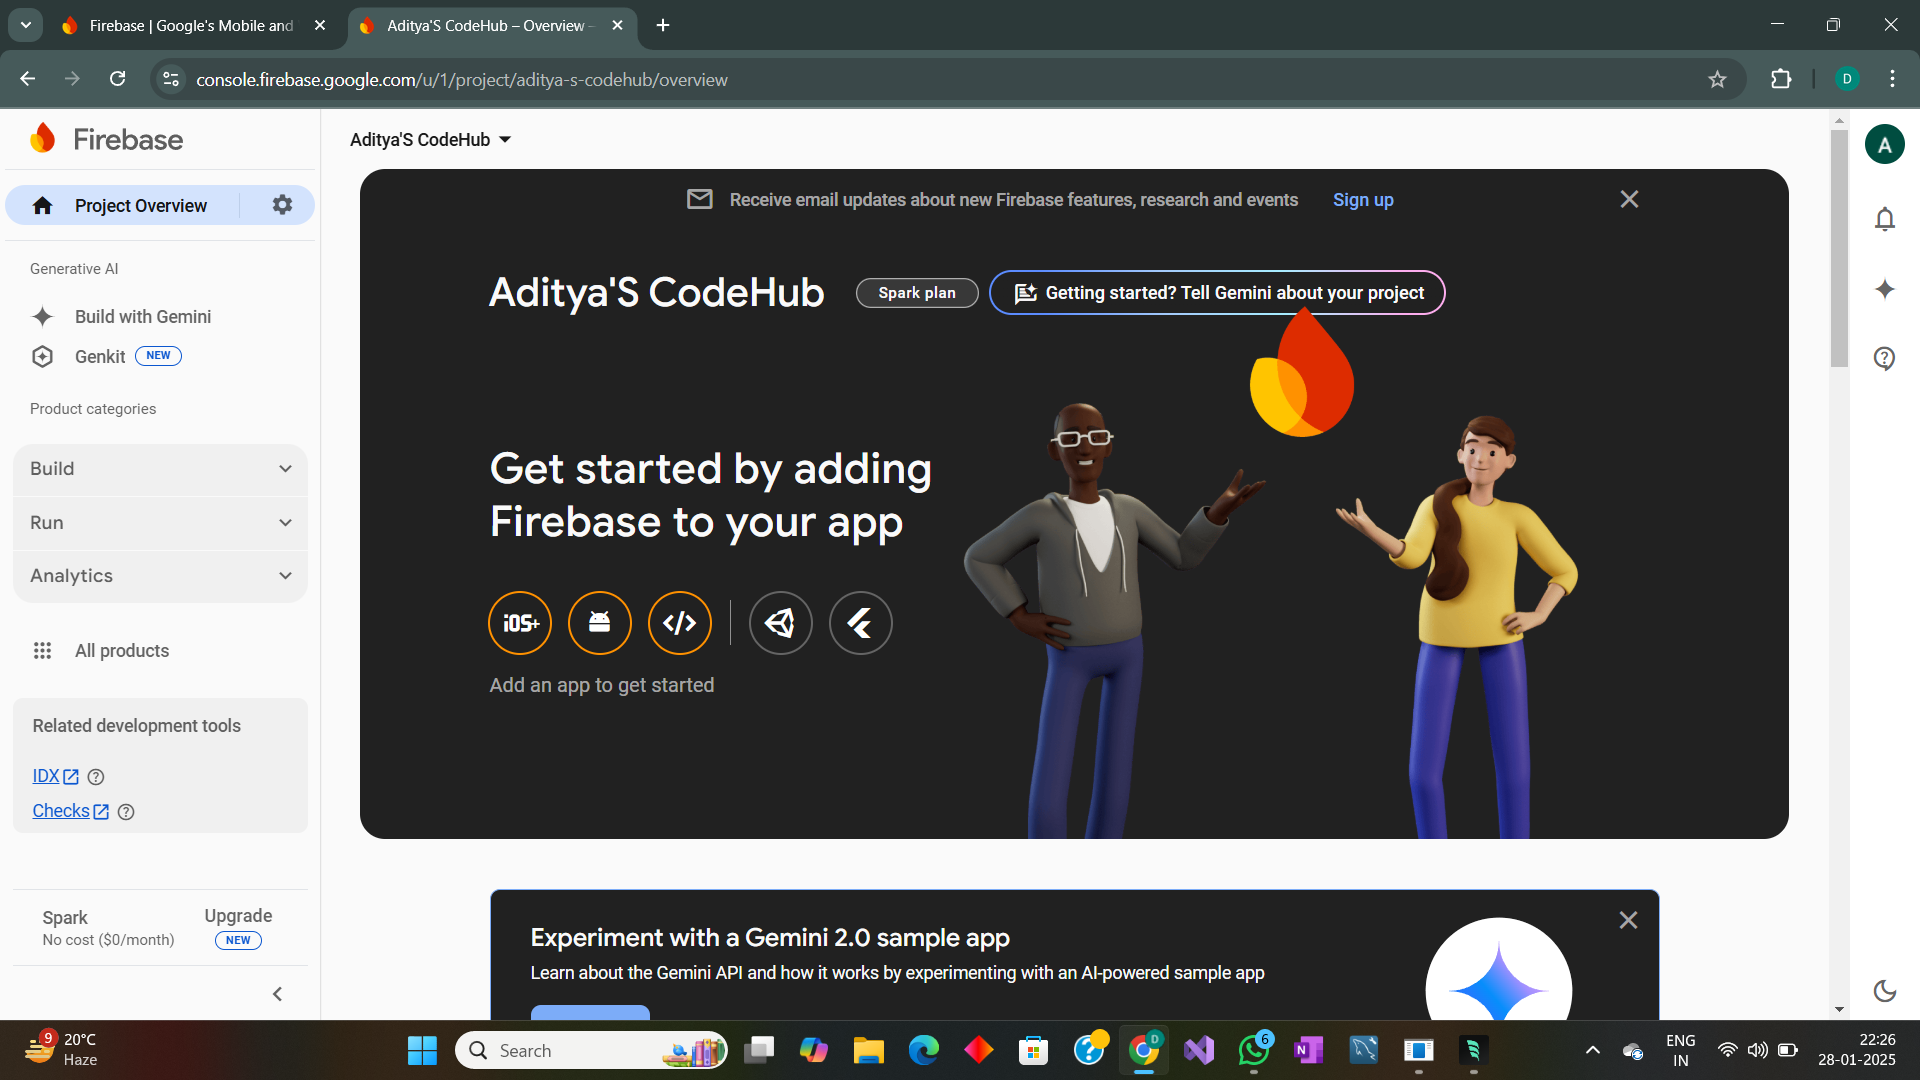 Firebase | Google's Mobile and
Aditya'S CodeHub – Overview –
console.firebase.google.com/u/1/project/aditya-s-codehub/overview
D
Firebase
Aditya'S CodeHub
A
Project Overview
Receive email updates about new Firebase features, research and events
Sign up
Generative AI
Build with Gemini
Genkit
NEW
Product categories
Build
Run
Analytics
All products
Related development tools
IDX
Checks
Spark
No cost ($0/month)
Upgrade
NEW
Aditya'S CodeHub
Spark plan
Getting started? Tell Gemini about your project
Get started by adding
Firebase to your app
iOS+
</>
Add an app to get started
Experiment with a Gemini 2.0 sample app
Learn about the Gemini API and how it works by experimenting with an AI-powered sample app
9
20°C
Haze
Search
D
6
N
ENG
IN
22:26
28-01-2025